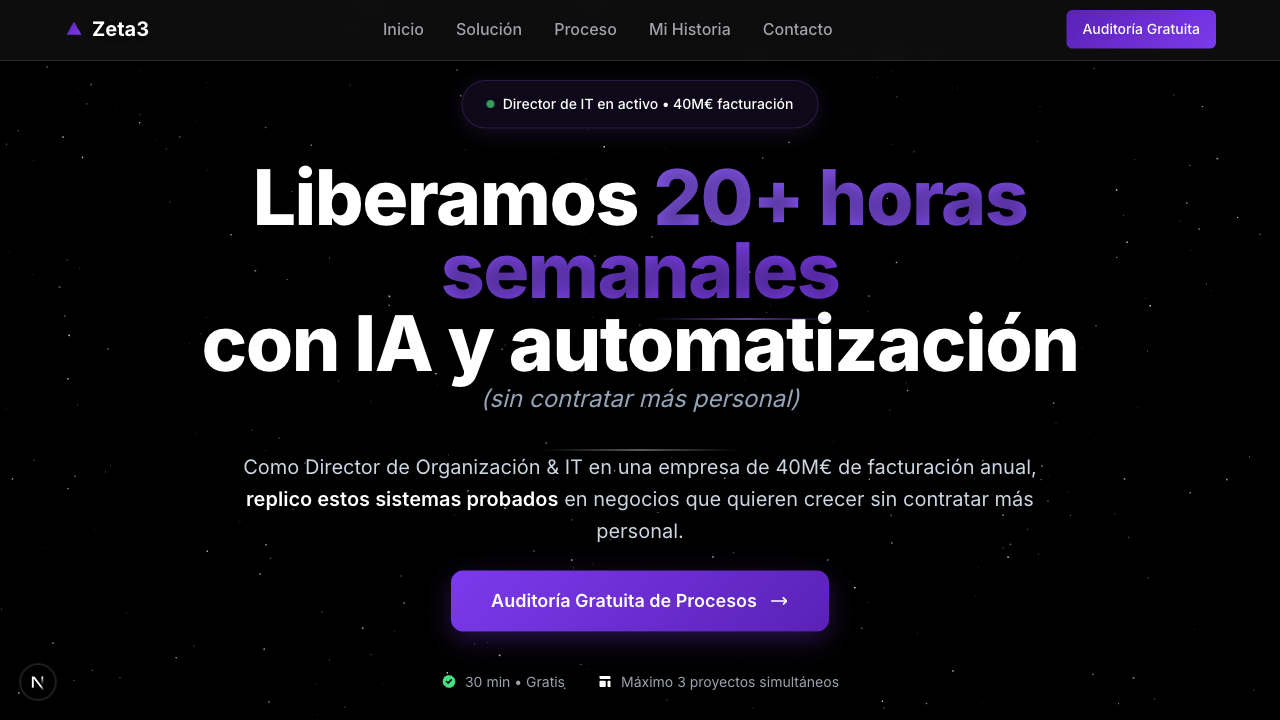 Zeta3
Inicio
Solución
Proceso
Mi Historia
Contacto
Auditoría Gratuita
Director de IT en activo • 40M€ facturación
Liberamos 20+ horas
semanales
con IA y automatización
(sin contratar más personal)
Como Director de Organización & IT en una empresa de 40M€ de facturación anual,
replico estos sistemas probados en negocios que quieren crecer sin contratar más
personal.
Auditoría Gratuita de Procesos →
30 min • Gratis
Máximo 3 proyectos simultáneos
N